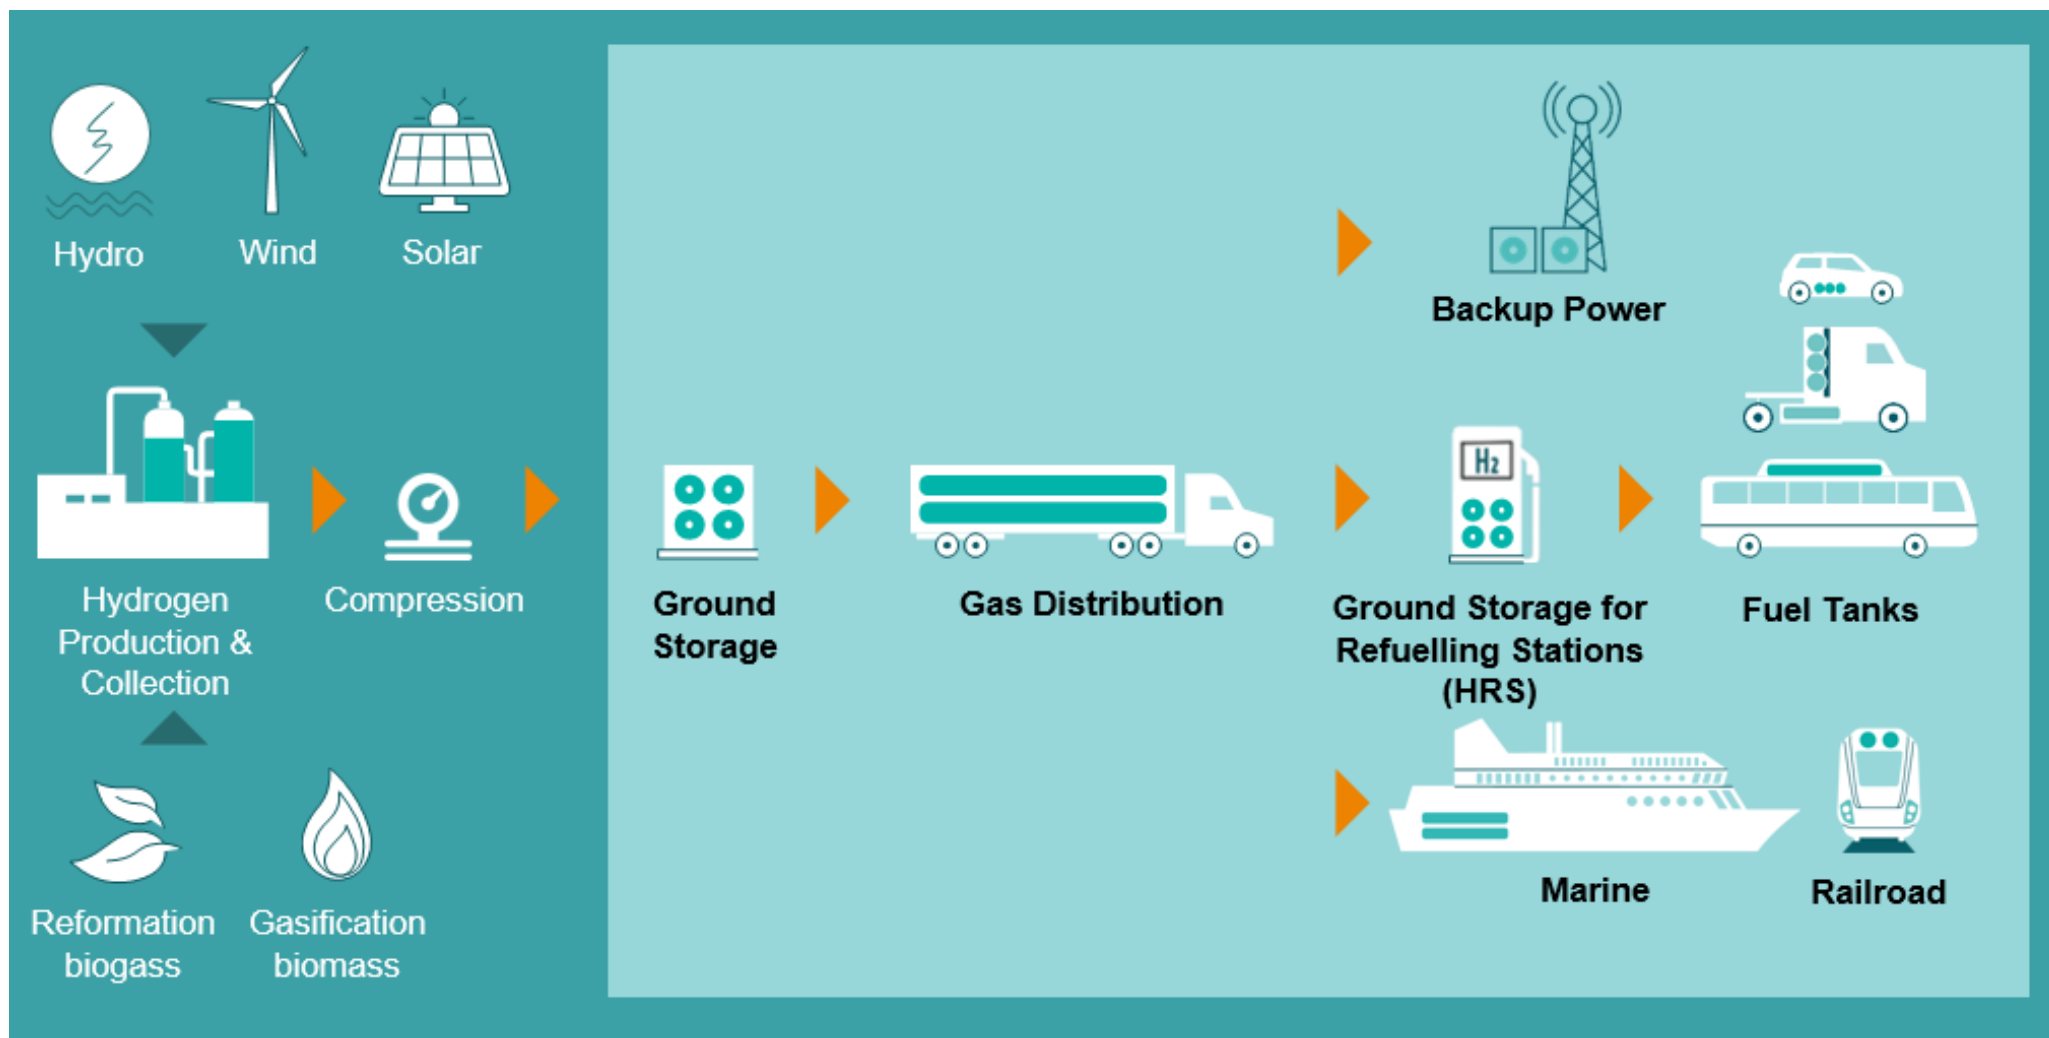 Hydro
Wind
Solar
Backup Power
H2
Hydrogen
Production &
Collection
Compression
Ground
Storage
Gas Distribution
Ground Storage for
Refuelling Stations
(HRS)
Fuel Tanks
Reformation
biogass
Gasification
biomass
Marine
Railroad